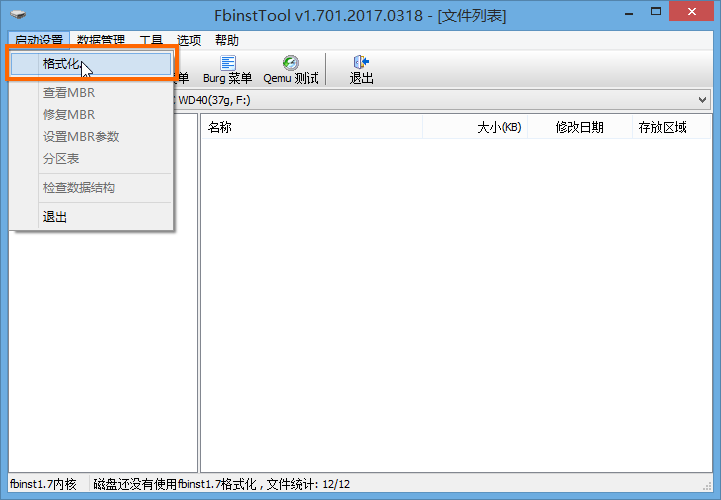 FbinstTool v1.701.2017.0318 - [文件列表]
启动设置 数据管理 工具 选项 帮助
格式化
单 Burg 菜单 Qemu 测试 退出
查看MBR
WD40(37g, F:)
修复MBR
名称 大小(KB) 修改日期 存放区域
设置MBR参数
分区表
检查数据结构
退出
fbinst1.7内核 磁盘还没有使用fbinst1.7格式化 , 文件统计: 12/12